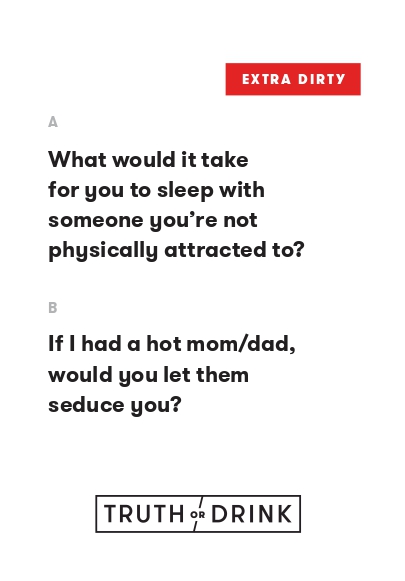 EXTRA DIRTY
A
What would it take
for you to sleep with
someone you're not
physically attracted to?
B
If I had a hot mom/dad,
would you let them
seduce you?
TRUTH OR DRINK